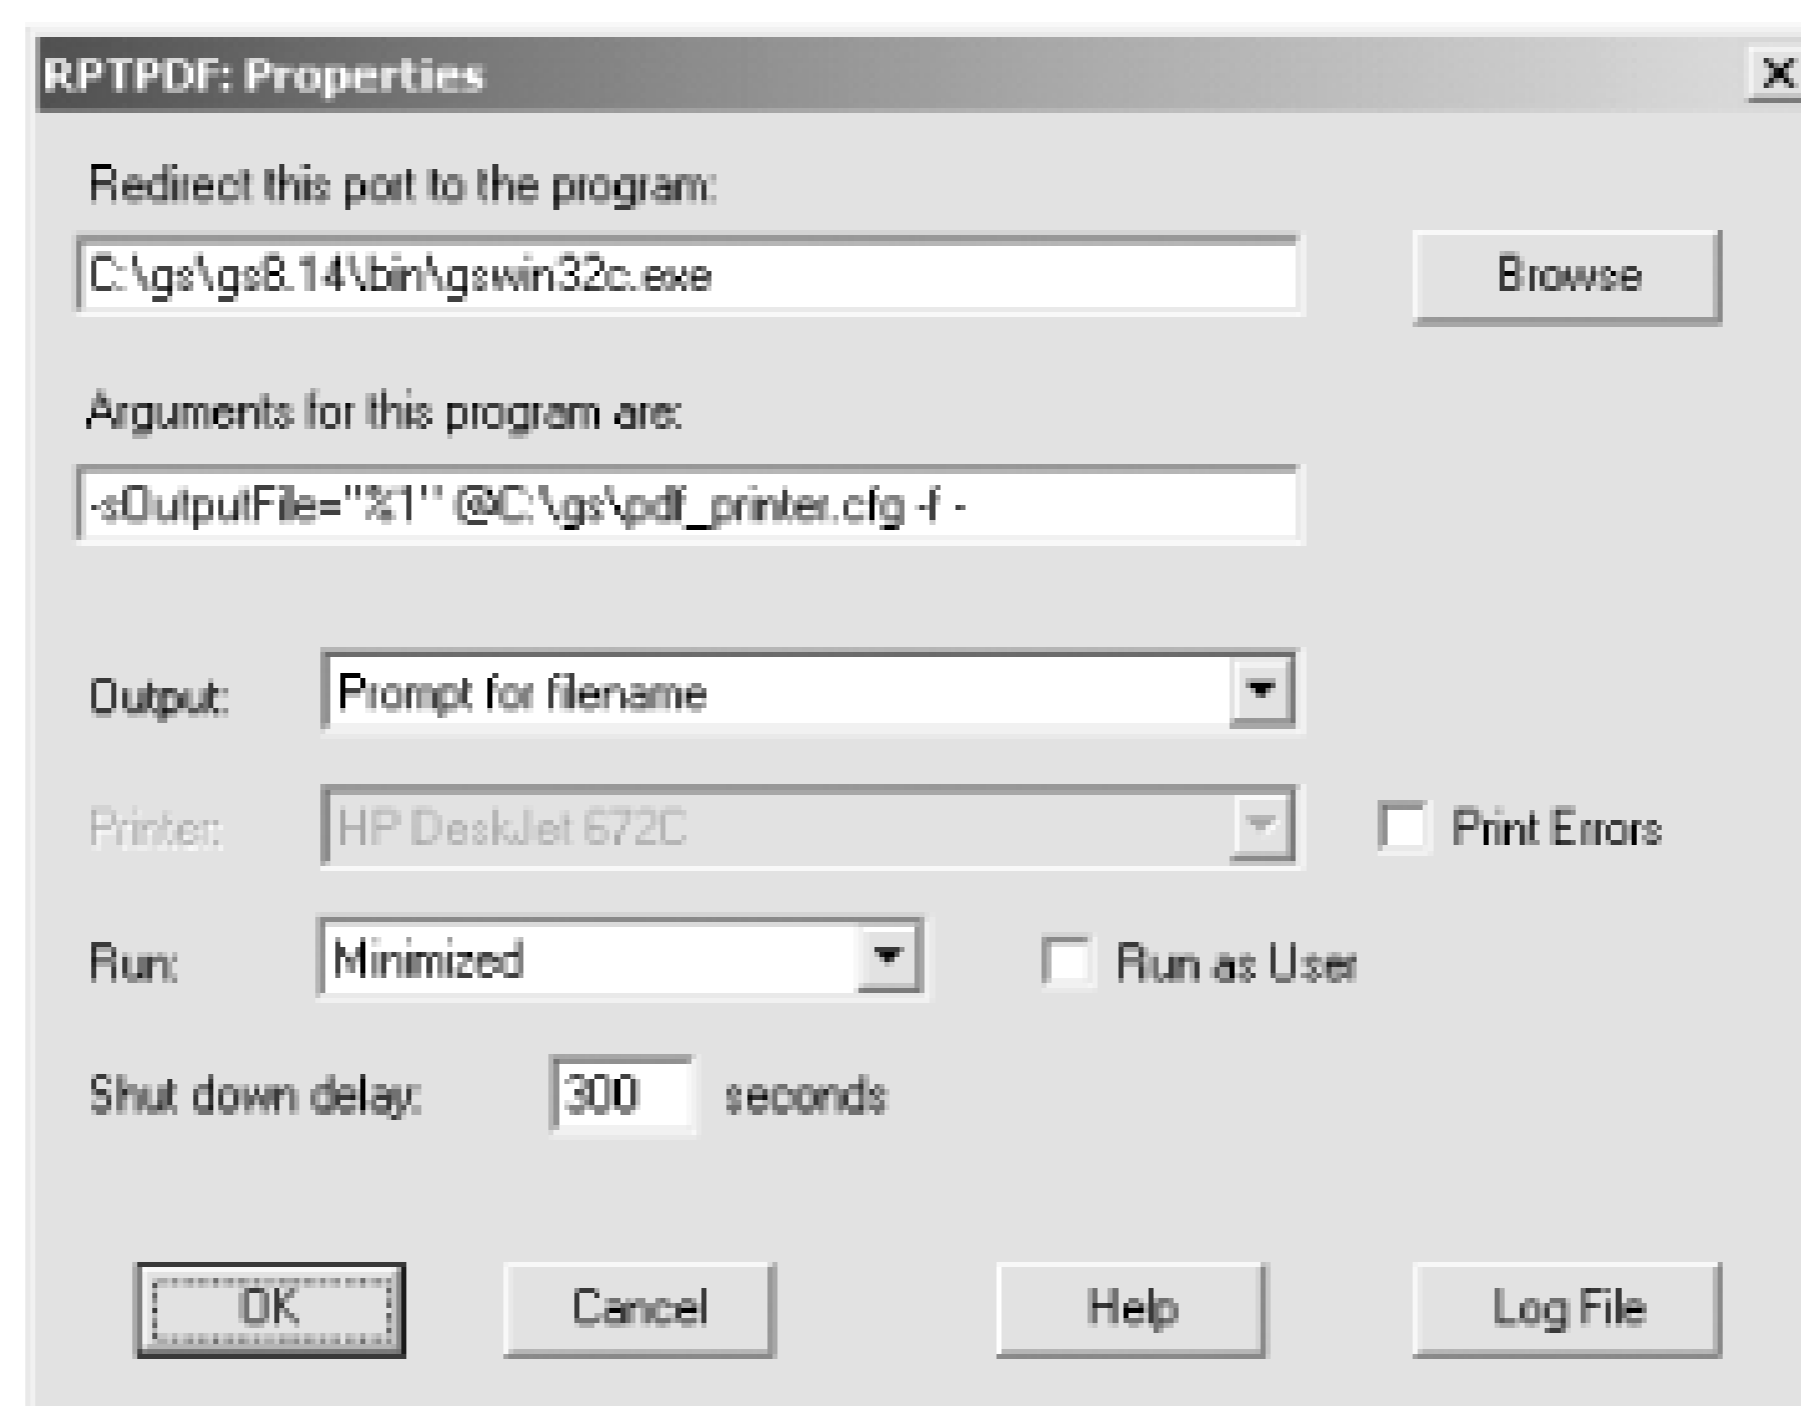 RPTPDF: Properties
Redirect this port to the program:
C:\gs\gs8.14\bin\gswin32c.exe
Browse
Arguments for this program are:
-sOutputFile="%1" @C:\gs\pdf_printer.cfg -f -
Output: Prompt for filename
Printer: HP DeskJet 672C Print Errors
Run: Minimized Run as User
Shut down delay: 300 seconds
OK Cancel Help Log File